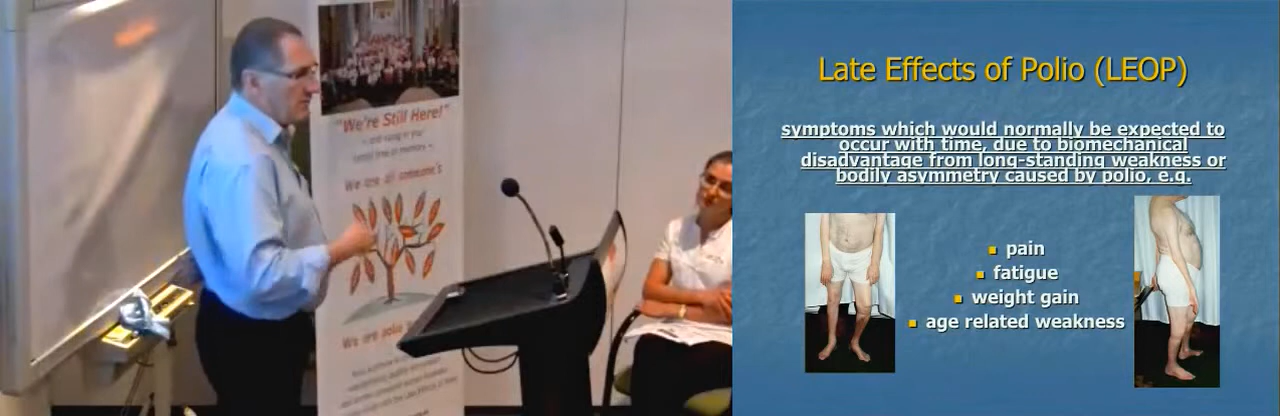 "We're Still Here!"
We are all someone's
We are polio
Late Effects of Polio (LEOP)
symptoms which would normally be expected to
occur with time, due to biomechanical
disadvantage from long-standing weakness or
bodily asymmetry caused by polio, e.g.
pain
fatigue
weight gain
age related weakness